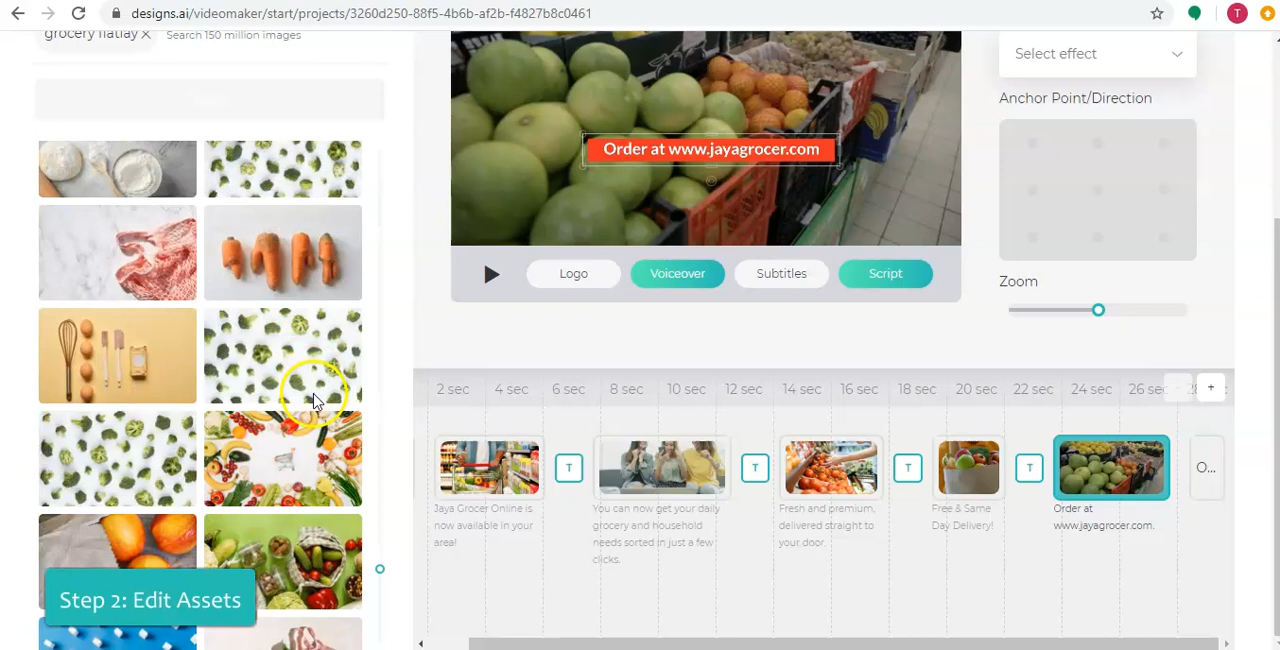 designs.ai/videomaker/start/projects/3260d250-88f5-4b6b-af2b-f4827b8c0461
T
grocery flatlay
Search 150 million images
Select effect
Anchor Point/Direction
Order at www.jayagrocer.com
Logo
Voiceover
Subtitles
Script
Zoom
2 sec 4 sec 6 sec 8 sec 10 sec 12 sec 14 sec 16 sec 18 sec 20 sec 22 sec 24 sec 26 sec
+
T
T
T
T
O...
Jaya Grocer Online is
now available in your
area!
You can now get your daily
grocery and household
needs sorted in just a few
clicks.
Fresh and premium,
delivered straight to
your door.
Free & Same
Day Delivery!
Order at
www.jayagrocer.com.
Step 2: Edit Assets